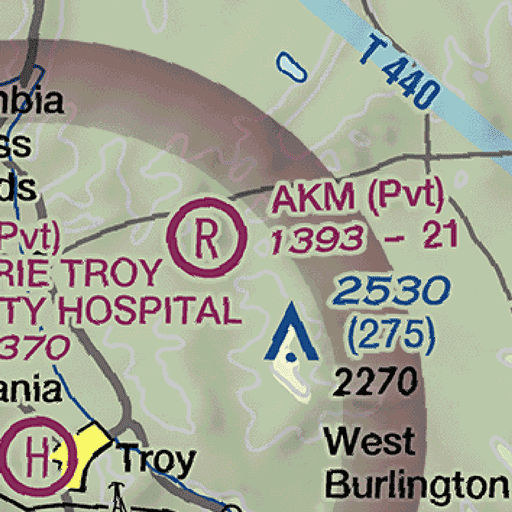 T 440
mbia
ss
ds
AKM (Pvt)
1393 - 21
R
Pvt)
RIE TROY
TY HOSPITAL
370
2530
(275)
2270
ania
H
Troy
West
Burlington